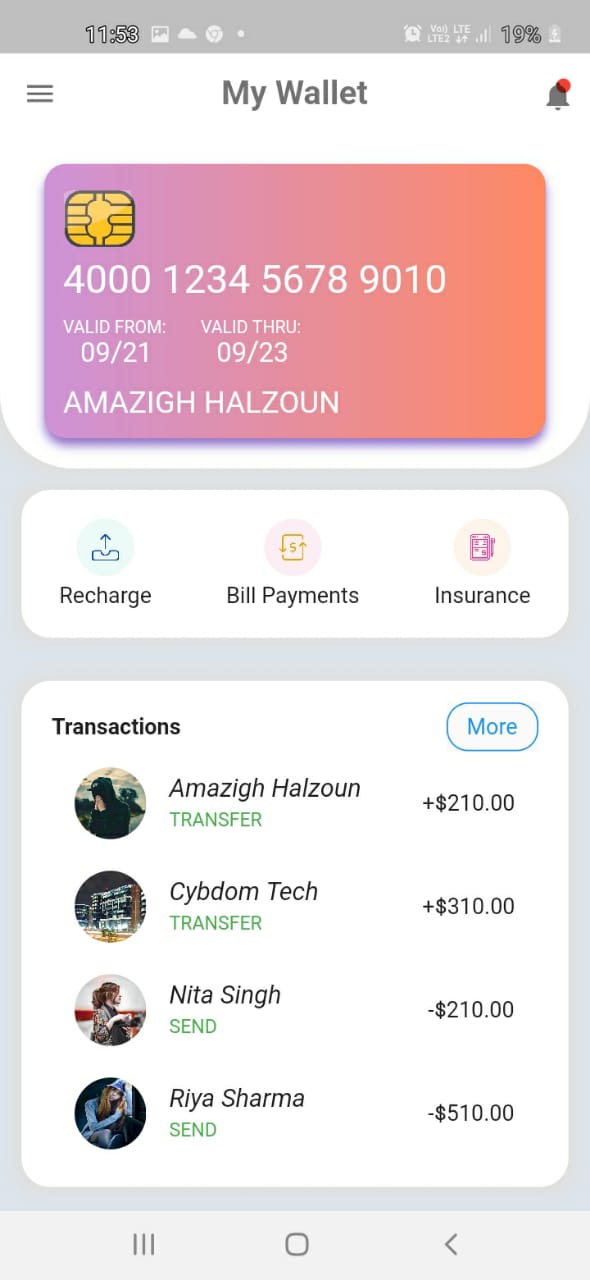 11:53
Vo) LTE
LTE2
19%
My Wallet
4000 1234 5678 9010
VALID FROM: VALID THRU:
09/21 09/23
AMAZIGH HALZOUN
Recharge Bill Payments Insurance
Transactions More
Amazigh Halzoun
TRANSFER
+$210.00
Cybdom Tech
TRANSFER
+$310.00
Nita Singh
SEND
-$210.00
Riya Sharma
SEND
-$510.00